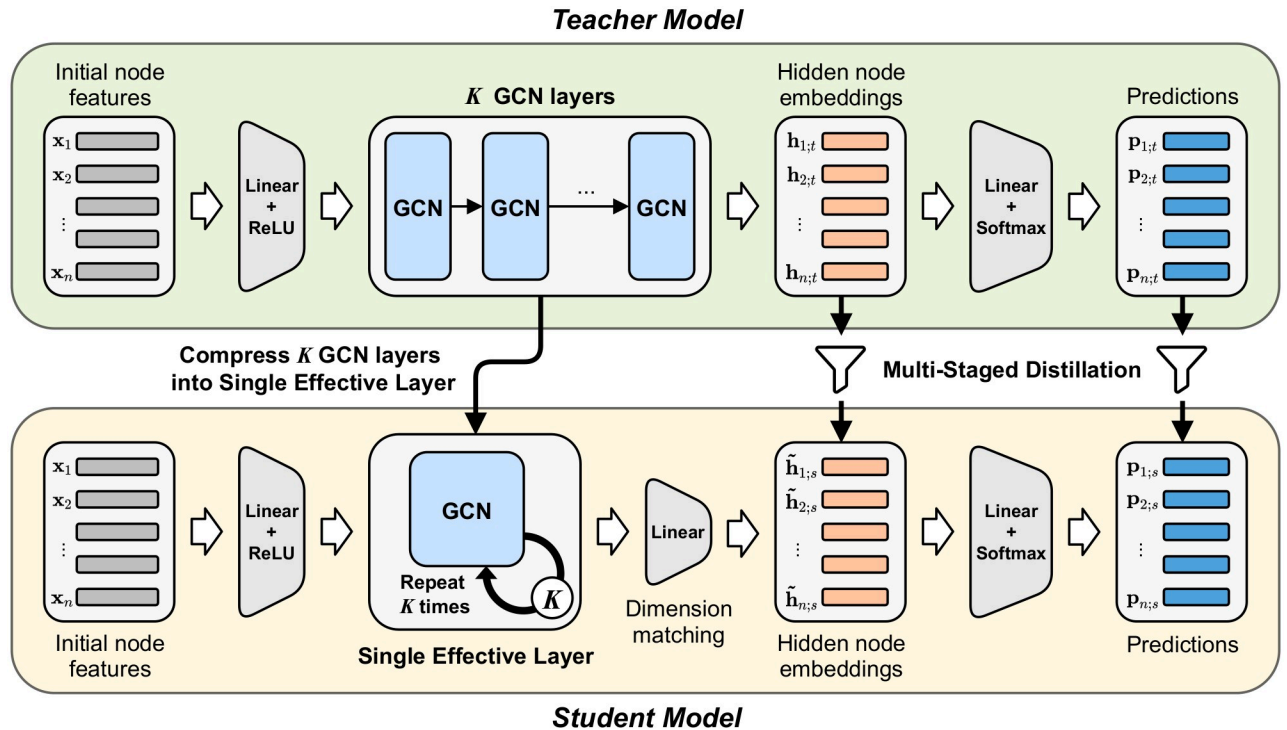 Teacher Model
Initial node
features
K GCN layers
Hidden node
embeddings
Predictions
x₁
x₂
⋮
xₙ
Linear
+
ReLU
GCN
GCN
...
GCN
h₁;ₜ
h₂;ₜ
⋮
hₙ;ₜ
Linear
+
Softmax
p₁;ₜ
p₂;ₜ
⋮
pₙ;ₜ
Compress K GCN layers
into Single Effective Layer
Multi-Staged Distillation
x₁
x₂
⋮
xₙ
Initial node
features
Linear
+
ReLU
GCN
Repeat
K times
K
Single Effective Layer
Linear
Dimension
matching
h̃₁;ₛ
h̃₂;ₛ
⋮
h̃ₙ;ₛ
Hidden node
embeddings
Linear
+
Softmax
p₁;ₛ
p₂;ₛ
⋮
pₙ;ₛ
Predictions
Student Model